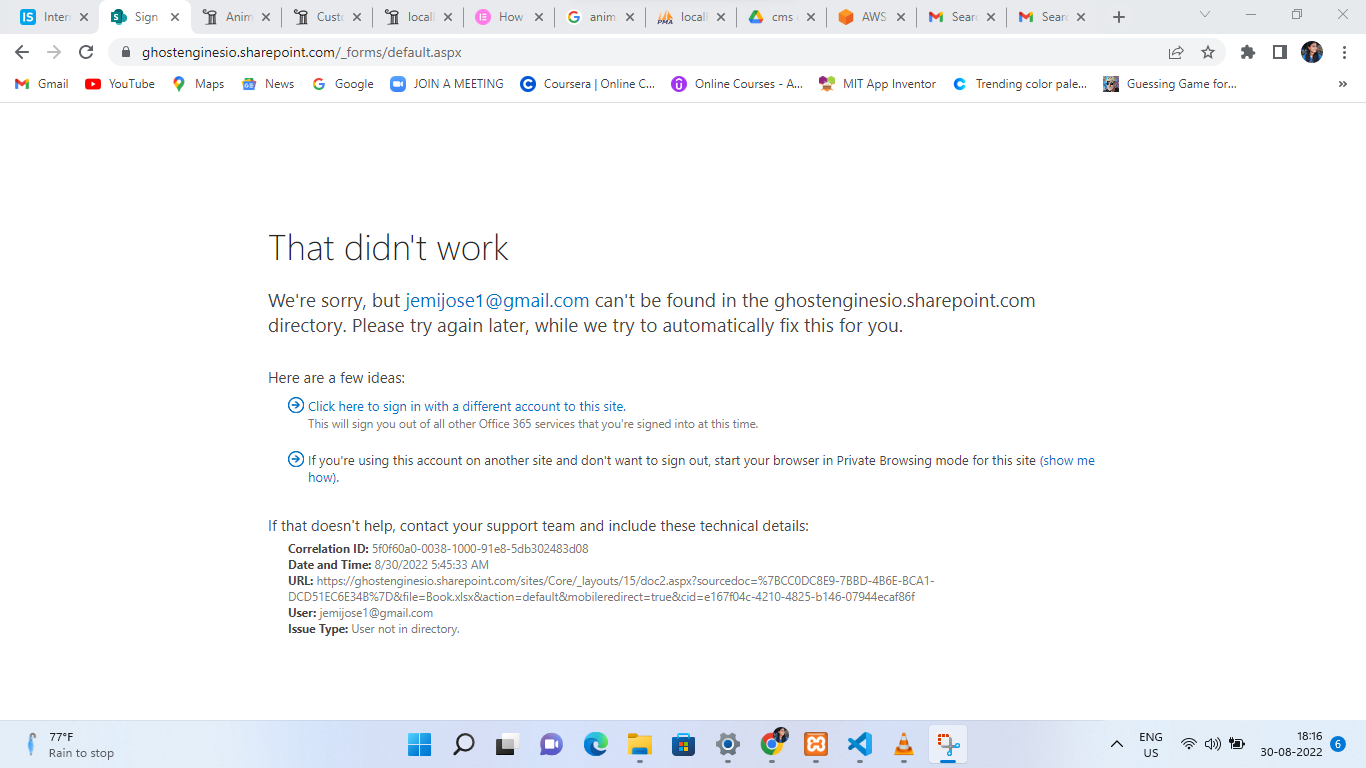 Inter
Sign
Anim
Custo
locall
How
anim
locall
cms
AWS
Searc
Searc
ghostenginesio.sharepoint.com/_forms/default.aspx
Gmail
YouTube
Maps
News
Google
JOIN A MEETING
Coursera | Online C...
Online Courses - A...
MIT App Inventor
Trending color pale...
Guessing Game for...
That didn't work
We're sorry, but jemijose1@gmail.com can't be found in the ghostenginesio.sharepoint.com
directory. Please try again later, while we try to automatically fix this for you.
Here are a few ideas:
Click here to sign in with a different account to this site.
This will sign you out of all other Office 365 services that you're signed into at this time.
If you're using this account on another site and don't want to sign out, start your browser in Private Browsing mode for this site (show me
how).
If that doesn't help, contact your support team and include these technical details:
Correlation ID: 5f0f60a0-0038-1000-91e8-5db302483d08
Date and Time: 8/30/2022 5:45:33 AM
URL: https://ghostenginesio.sharepoint.com/sites/Core/_layouts/15/doc2.aspx?sourcedoc=%7BCC0DC8E9-7BBD-4B6E-BCA1-
DCD51EC6E34B%7D&file=Book.xlsx&action=default&mobileredirect=true&cid=e167f04c-4210-4825-b146-07944ecaf86f
User: jemijose1@gmail.com
Issue Type: User not in directory.
77°F
Rain to stop
ENG
US
18:16
30-08-2022
6